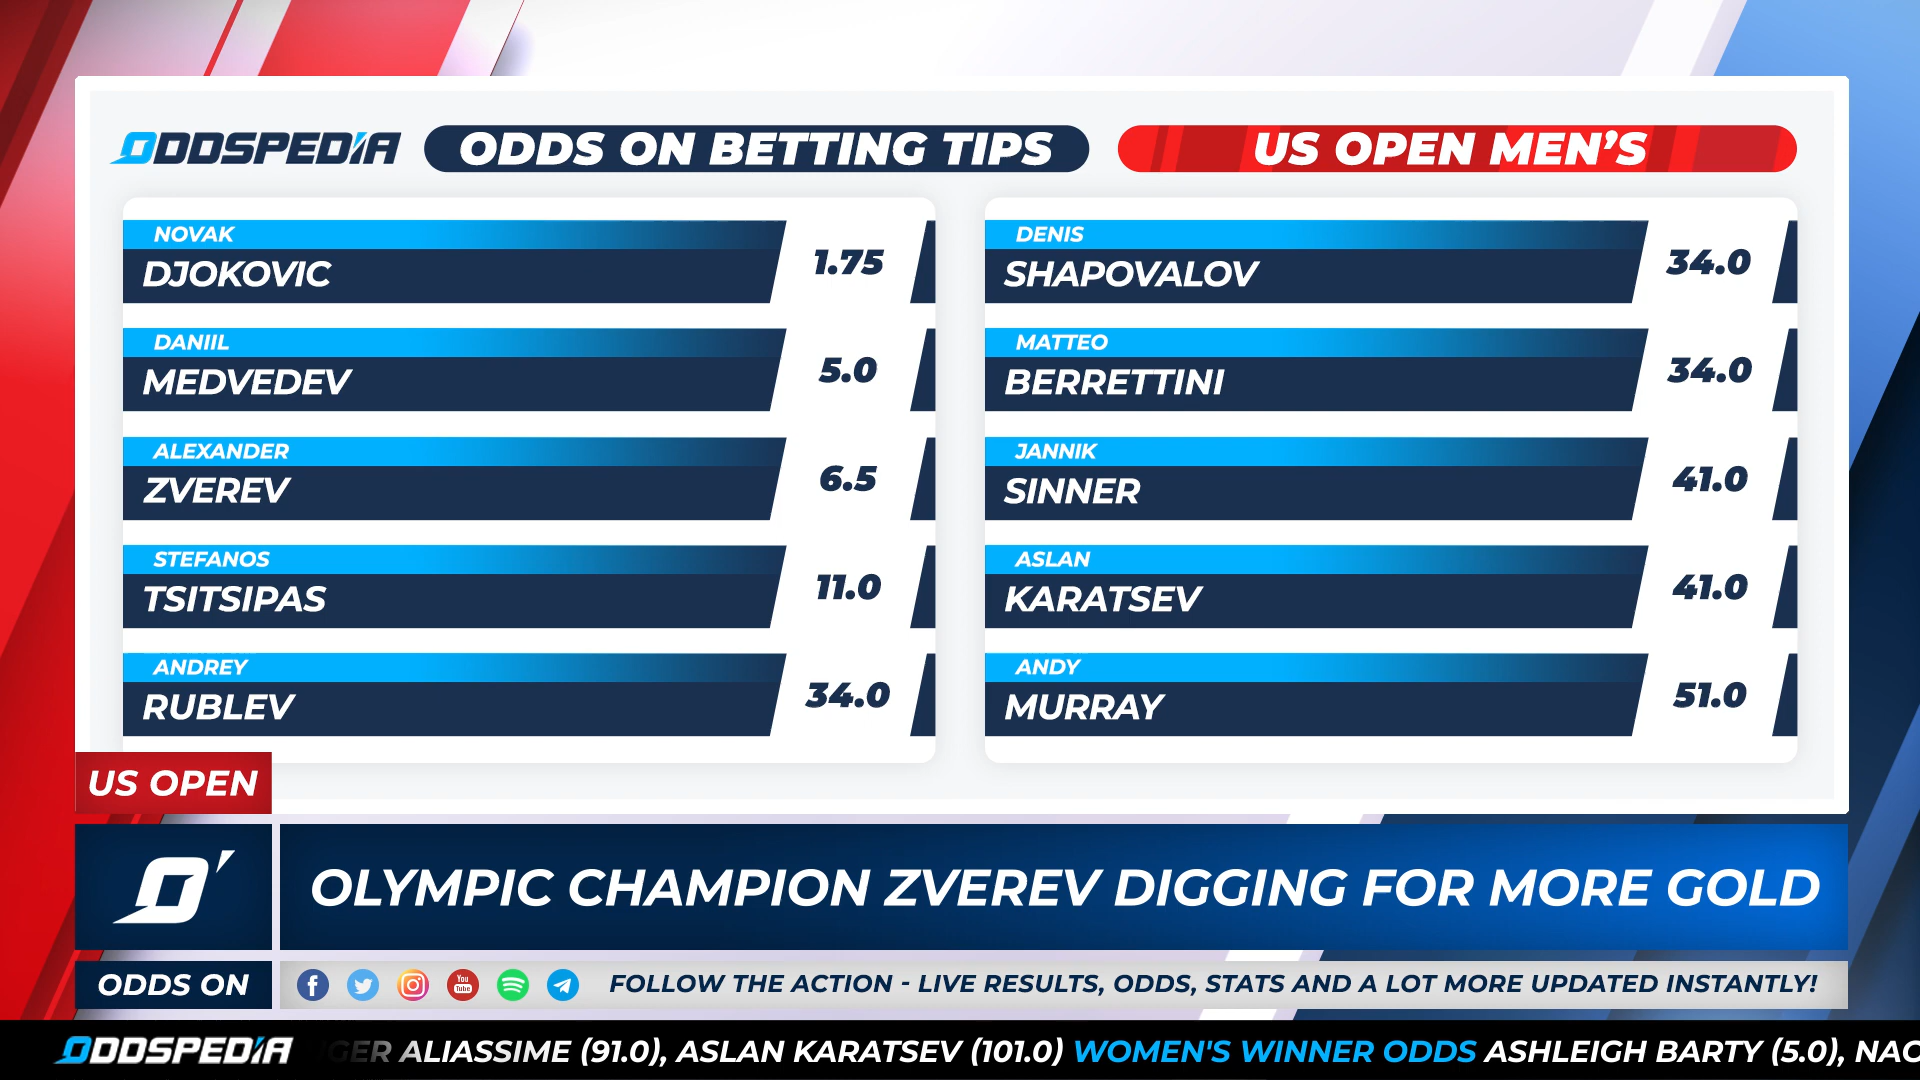 ODDSPEDIA ODDS ON BETTING TIPS US OPEN MEN'S
NOVAK
DJOKOVIC
1.75
DANIIL
MEDVEDEV
5.0
ALEXANDER
ZVEREV
6.5
STEFANOS
TSITSIPAS
11.0
ANDREY
RUBLEV
34.0
DENIS
SHAPOVALOV
34.0
MATTEO
BERRETTINI
34.0
JANNIK
SINNER
41.0
ASLAN
KARATSEV
41.0
ANDY
MURRAY
51.0
US OPEN
OLYMPIC CHAMPION ZVEREV DIGGING FOR MORE GOLD
ODDS ON
You Tube
FOLLOW THE ACTION - LIVE RESULTS, ODDS, STATS AND A LOT MORE UPDATED INSTANTLY!
ODDSPEDIA GER ALIASSIME (91.0), ASLAN KARATSEV (101.0) WOMEN'S WINNER ODDS ASHLEIGH BARTY (5.0), NAO